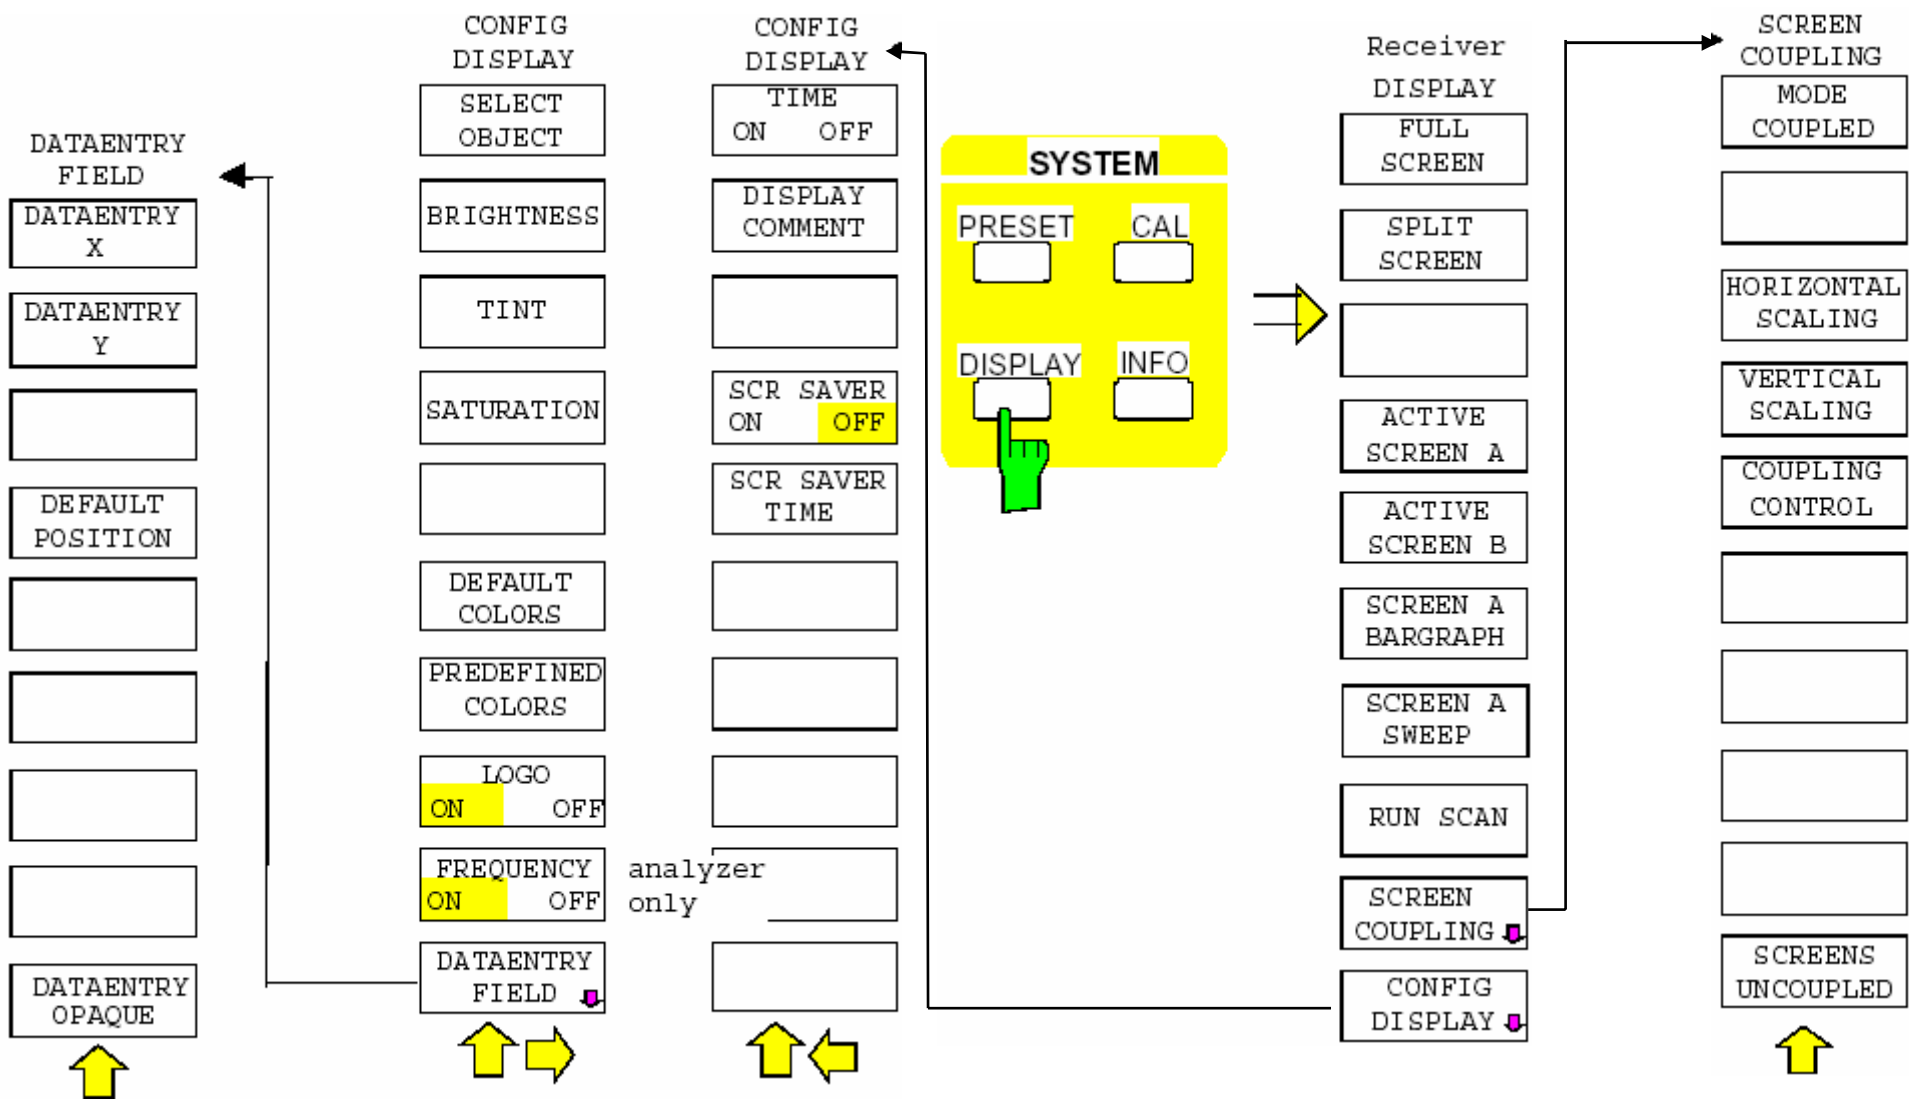 DATAENTRY
FIELD
DATAENTRY
X
DATAENTRY
Y
DEFAULT
POSITION
DATAENTRY
OPAQUE
CONFIG
DISPLAY
SELECT
OBJECT
BRIGHTNESS
TINT
SATURATION
DEFAULT
COLORS
PREDEFINED
COLORS
LOGO
ON OFF
FREQUENCY
ON OFF
analyzer
only
DATAENTRY
FIELD
CONFIG
DISPLAY
TIME
ON OFF
DISPLAY
COMMENT
SCR SAVER
ON OFF
SCR SAVER
TIME
SYSTEM
PRESET CAL
DISPLAY INFO
Receiver
DISPLAY
FULL
SCREEN
SPLIT
SCREEN
ACTIVE
SCREEN A
ACTIVE
SCREEN B
SCREEN A
BARGRAPH
SCREEN A
SWEEP
RUN SCAN
SCREEN
COUPLING
CONFIG
DISPLAY
SCREEN
COUPLING
MODE
COUPLED
HORIZONTAL
SCALING
VERTICAL
SCALING
COUPLING
CONTROL
SCREENS
UNCOUPLED